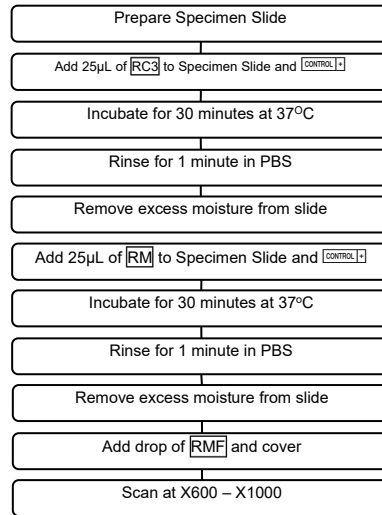 Prepare Specimen Slide
Add 25µL of RC3 to Specimen Slide and CONTROL +
Incubate for 30 minutes at 37ᴼC
Rinse for 1 minute in PBS
Remove excess moisture from slide
Add 25µL of RM to Specimen Slide and CONTROL +
Incubate for 30 minutes at 37°C
Rinse for 1 minute in PBS
Remove excess moisture from slide
Add drop of RMF and cover
Scan at X600 – X1000